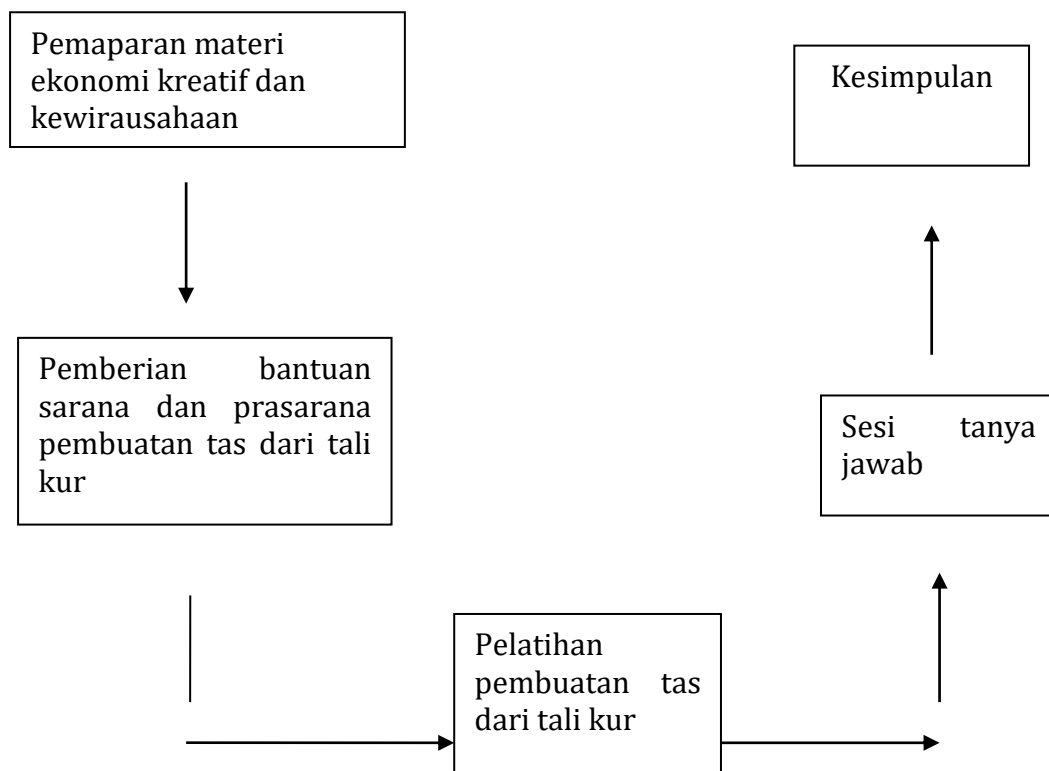 Pemaparan materi
ekonomi kreatif dan
kewirausahaan
Pemberian bantuan
sarana dan prasarana
pembuatan tas dari tali
kur
Pelatihan
pembuatan tas
dari tali kur
Sesi tanya
jawab
Kesimpulan